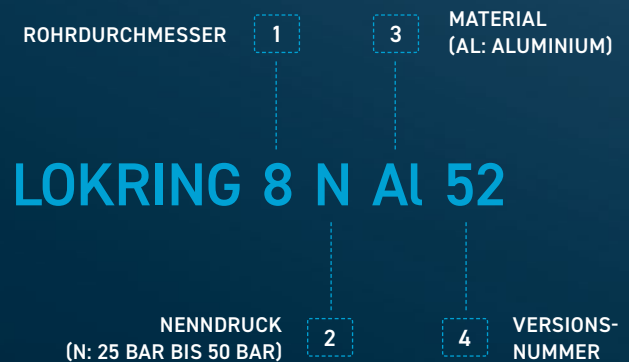 ROHRDURCHMESSER 1
3 MATERIAL
(AL: ALUMINIUM)
LOKRING 8 N Al 52
NENNDRUCK
(N: 25 BAR BIS 50 BAR) 2
4 VERSIONS-
NUMMER